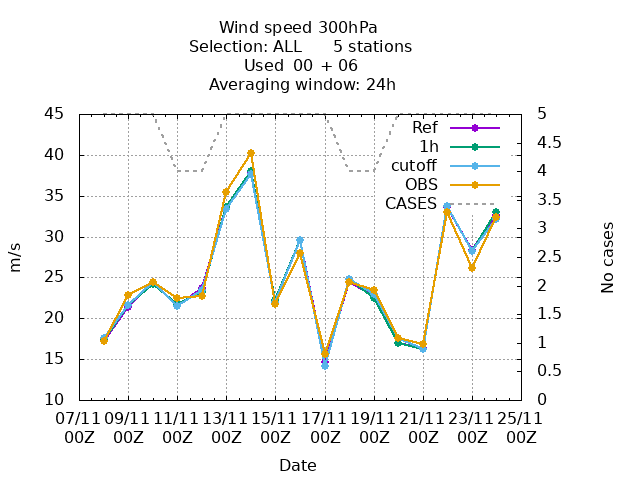 Wind speed 300hPa
Selection: ALL 5 stations
Used 00 + 06
Averaging window: 24h
45 5
Ref
4.5
1h
40
cutoff
4
OBS
35 3.5
CASES
3
30
m/s
No cases
2.5
25
2
20 1.5
1
15
0.5
10 0
07/11 09/11 11/11 13/11 15/11 17/11 19/11 21/11 23/11 25/11
00Z 00Z 00Z 00Z 00Z 00Z 00Z 00Z 00Z 00Z
Date